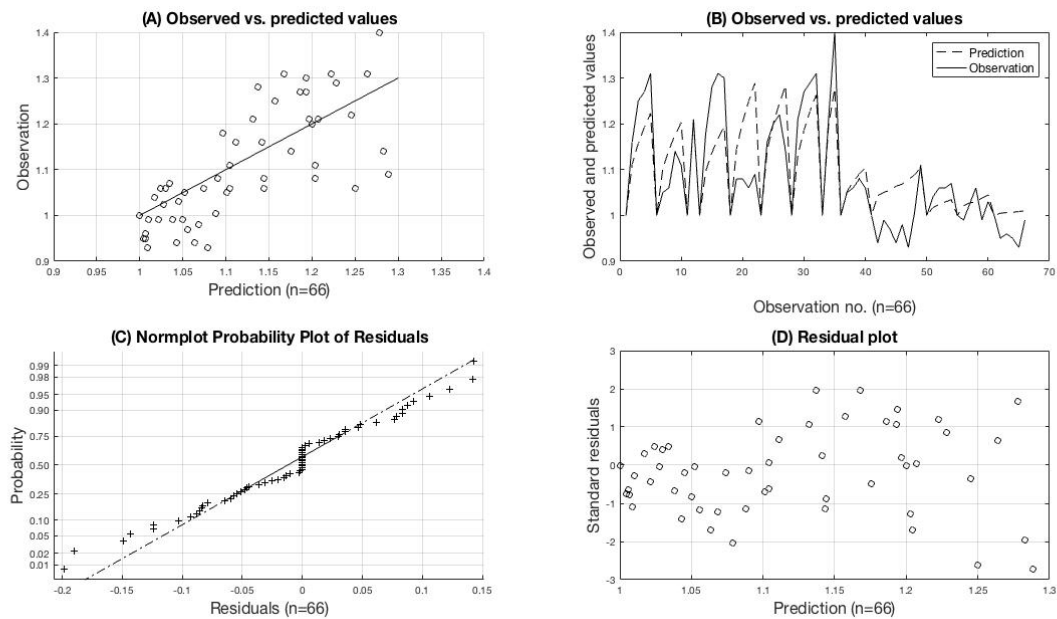 (A) Observed vs. predicted values
1.4
1.3
1.2
1.1
1
0.9
Observation
0.9 0.95 1 1.05 1.1 1.15 1.2 1.25 1.3 1.35 1.4
Prediction (n=66)
(B) Observed vs. predicted values
1.4
1.3
1.2
1.1
1
0.9
Observed and predicted values
Prediction
Observation
0 10 20 30 40 50 60 70
Observation no. (n=66)
(C) Normplot Probability Plot of Residuals
0.99
0.98
0.95
0.90
0.75
0.50
0.25
0.10
0.05
0.02
0.01
Probability
-0.2 -0.15 -0.1 -0.05 0 0.05 0.1 0.15
Residuals (n=66)
(D) Residual plot
3
2
1
0
-1
-2
-3
Standard residuals
1 1.05 1.1 1.15 1.2 1.25 1.3
Prediction (n=66)